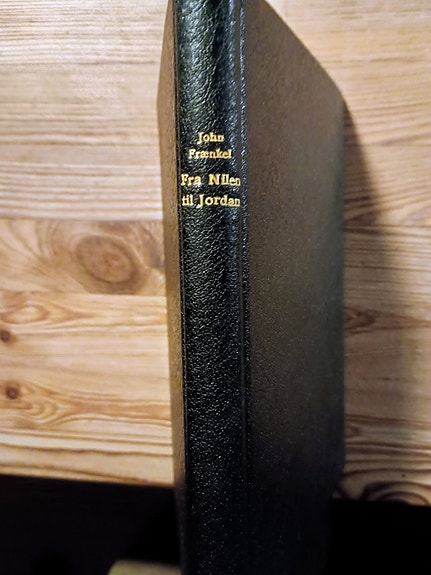 John
Frænkel
Fra Nilen
til Jordan